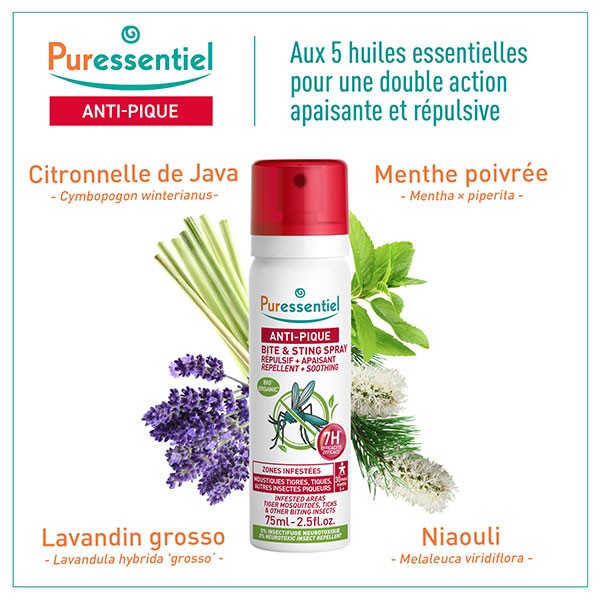 Puressentiel
ANTI-PIQUE
Aux 5 huiles essentielles
pour une double action
apaisante et répulsive
Citronnelle de Java
- Cymbopogon winterianus-
Menthe poivrée
- Mentha × piperita -
Puressentiel
ANTI-PIQUE
BITE & STING SPRAY
RÉPULSIF + APAISANT
REPELLENT + SOOTHING
BIO
ORGANIC
7H
EFFICACITÉ
EFFICACY
ZONES INFESTÉES
MOUSTIQUES TIGRES, TIQUES,
AUTRES INSECTES PIQUEURS
INFESTED AREAS
TIGER MOSQUITOES, TICKS
& OTHER BITING INSECTS
75ml - 2.5fl.oz.
0% INSECTIFUGE NEUROTOXIQUE
0% NEUROTOXIC INSECT REPELLENT
Lavandin grosso
- Lavandula hybrida ‘grosso’ -
Niaouli
- Melaleuca viridiflora -